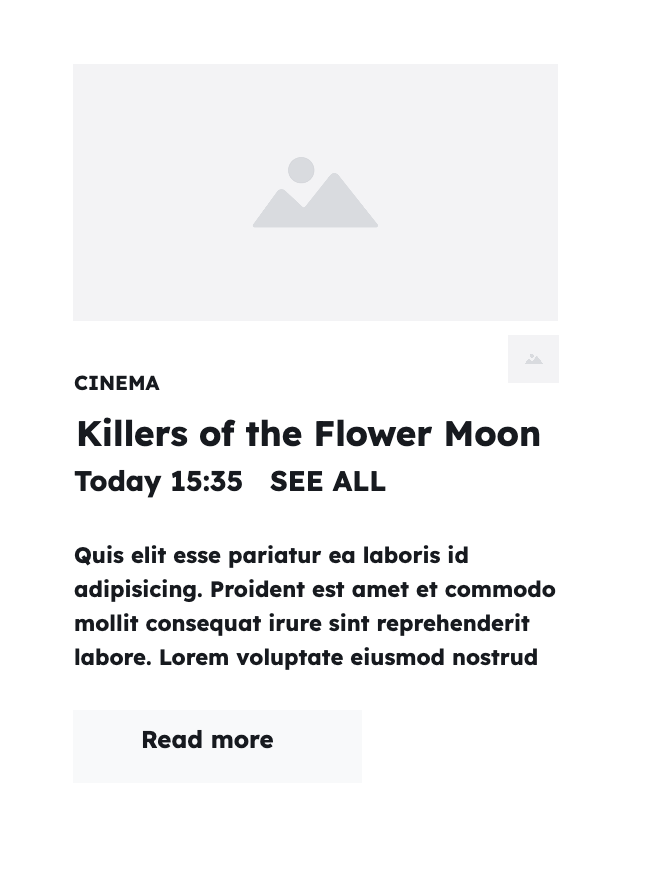 CINEMA
Killers of the Flower Moon
Today 15:35 SEE ALL
Quis elit esse pariatur ea laboris id
adipisicing. Proident est amet et commodo
mollit consequat irure sint reprehenderit
labore. Lorem voluptate eiusmod nostrud
Read more